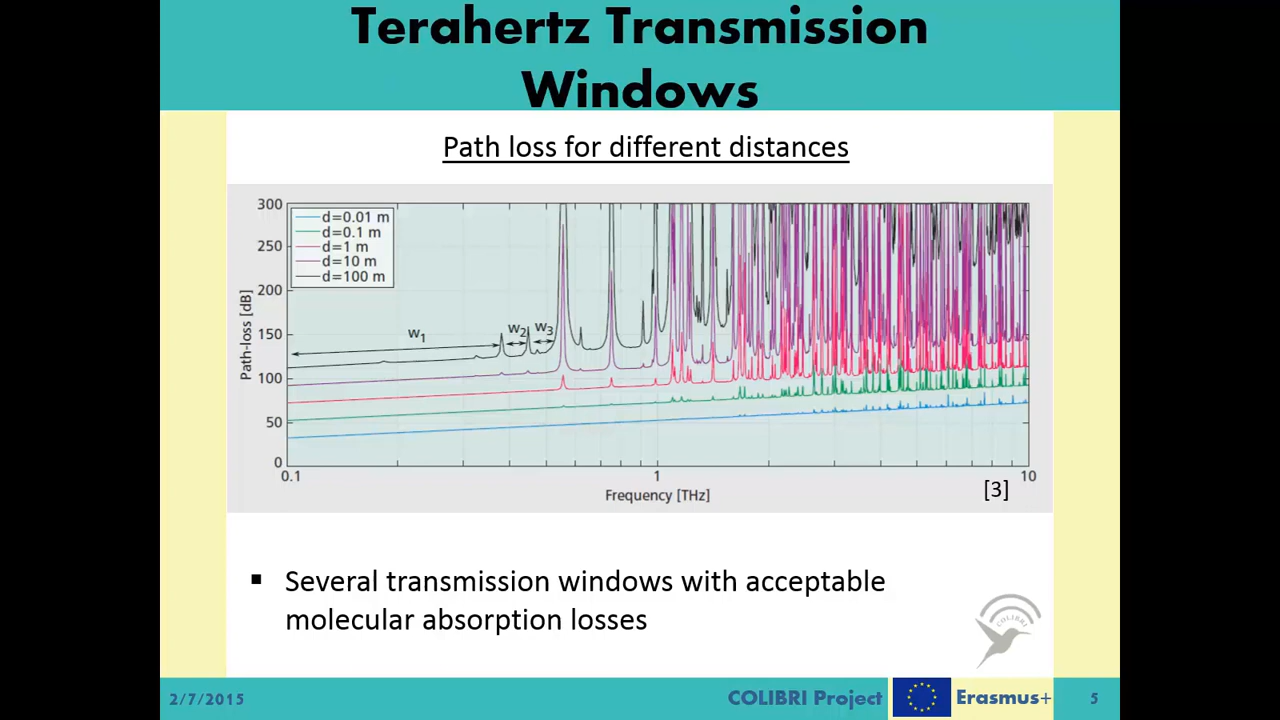 Terahertz Transmission
Windows
Path loss for different distances
300
250
200
150
100
50
0
Path-loss [dB]
d=0.01 m
d=0.1 m
d=1 m
d=10 m
d=100 m
w1
w2
w3
0.1
1
10
Frequency [THz]
[3]
▪ Several transmission windows with acceptable
molecular absorption losses
COLIBRI
2/7/2015
COLIBRI Project
Erasmus+
5